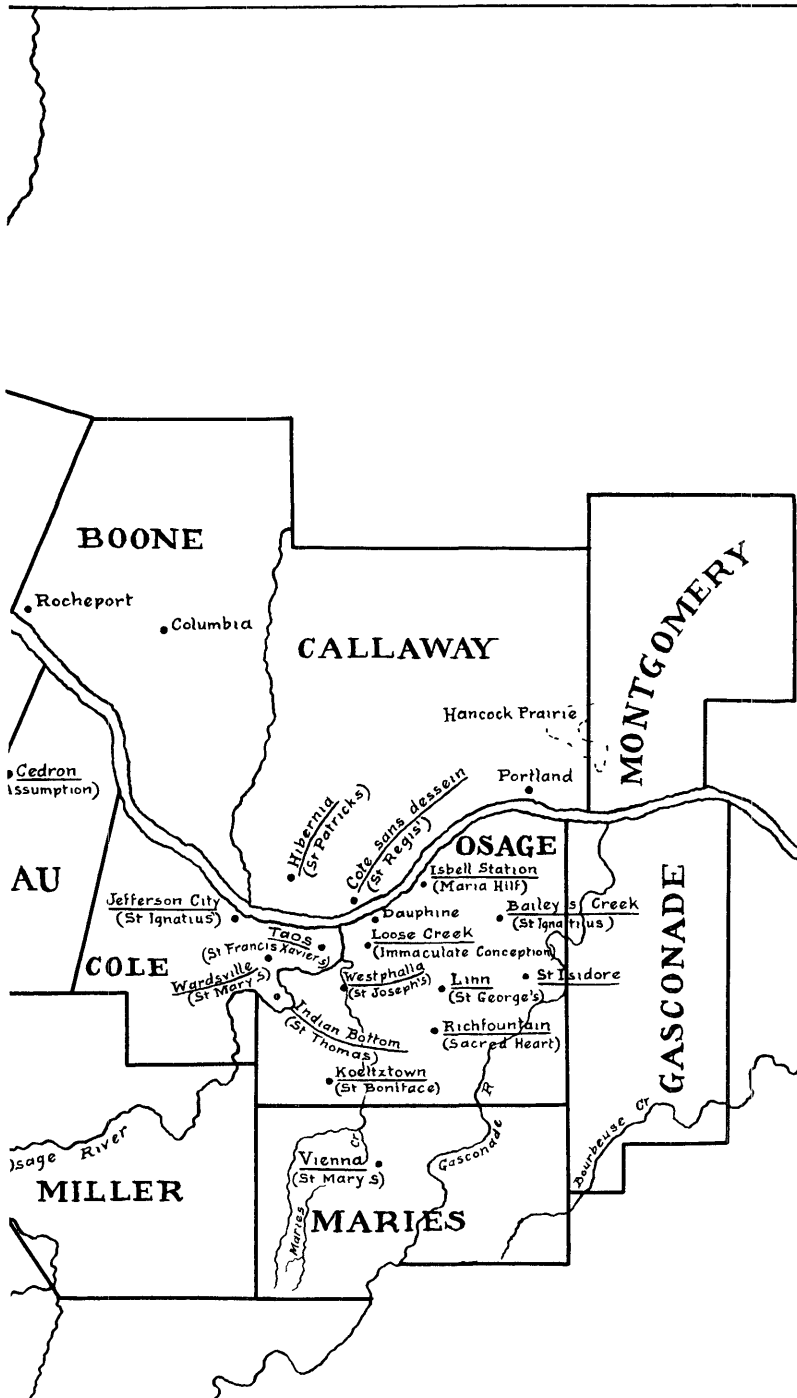 BOONE
Rocheport
Columbia
CALLAWAY
MONTGOMERY
Hancock Prairie
Portland
Cedron
Assumption)
Hibernia
(St Patricks)
Cote sans dessein
(St Regis')
OSAGE
AU
Isbell Station
(Maria Hilf)
Jefferson City
(St Ignatius')
Dauphine
Bailey s Creek
(St Ignatius)
Taos
(St Francis Xaviers)
Loose Creek
(Immaculate Conception)
COLE
Wardsville
(St Mary s)
Westphalia
(St Joseph's)
Linn
(St George's)
St Isidore
Indian Bottom
(St Thomas)
Richfountain
(Sacred Heart)
GASCONADE
Koeltztown
(St Boniface)
R
Gasconade
Cr
Bourbeuse Cr
Osage River
Vienna
(St Mary s)
MILLER
Maries
MARIES